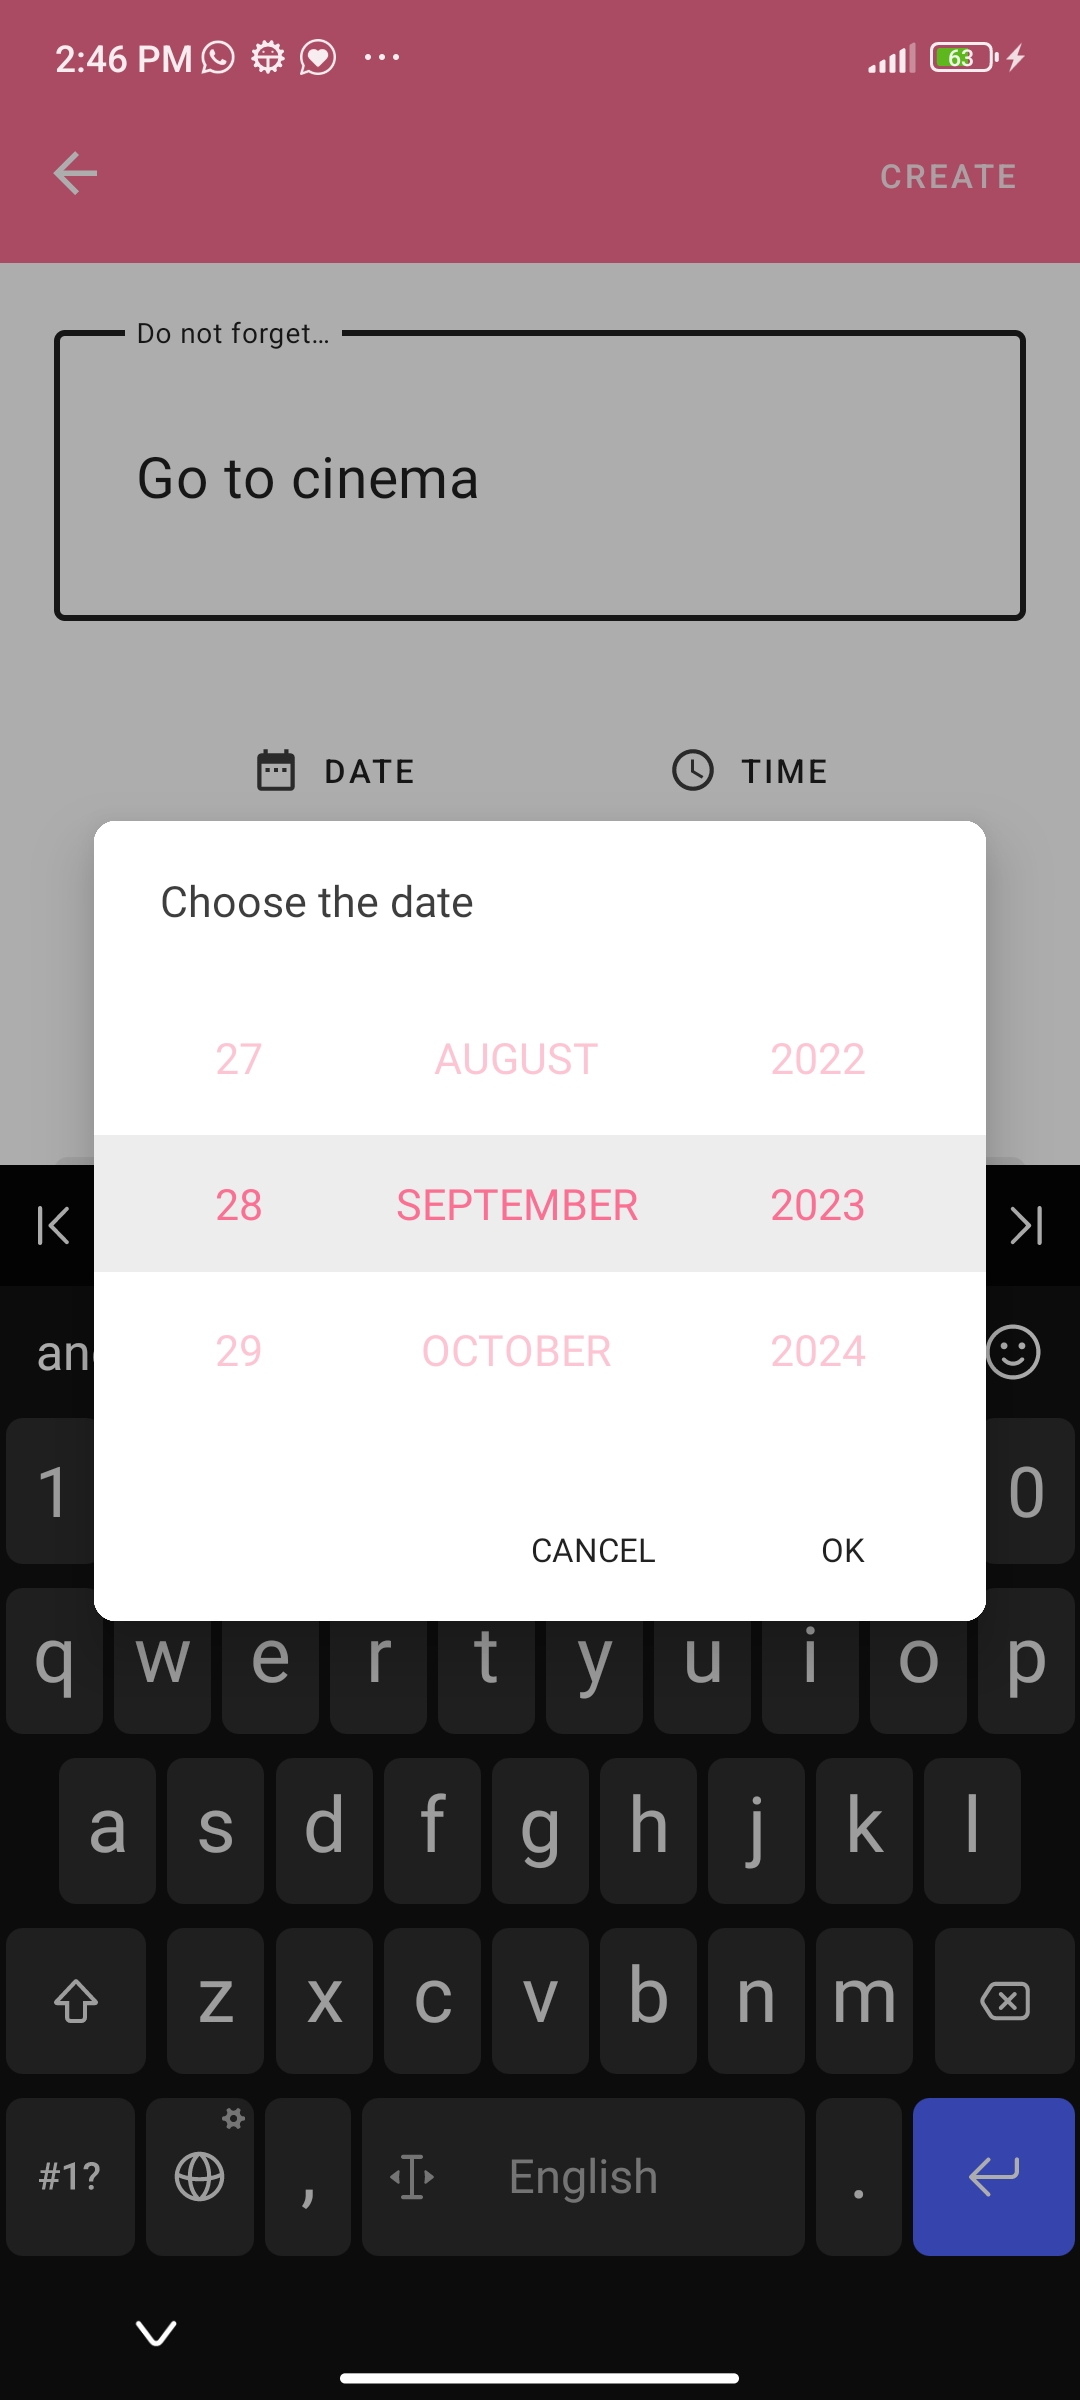 2:46 PM
63
CREATE
Do not forget...
Go to cinema
DATE TIME
Choose the date
27 AUGUST 2022
28 SEPTEMBER 2023
29 OCTOBER 2024
an
CANCEL OK
1 0
q w e r t y u i o p
a s d f g h j k l
z x c v b n m
#1? , English .